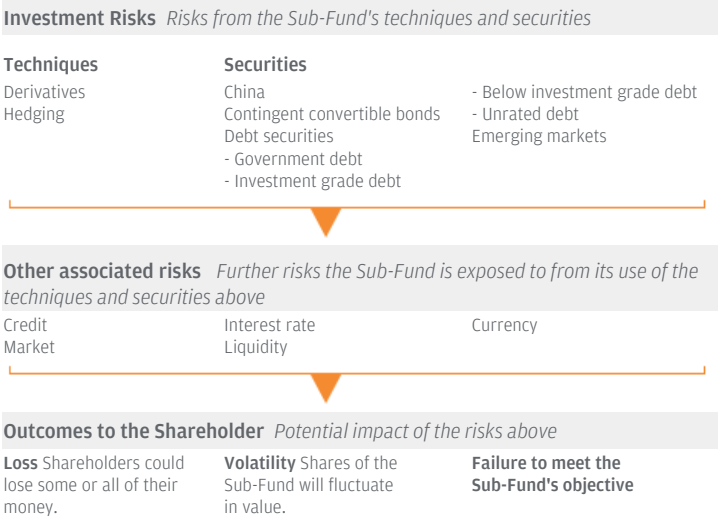 Investment Risks Risks from the Sub-Fund's techniques and securities
Techniques
Derivatives
Hedging
Securities
China
Contingent convertible bonds
Debt securities
- Government debt
- Investment grade debt
- Below investment grade debt
- Unrated debt
Emerging markets
Other associated risks Further risks the Sub-Fund is exposed to from its use of the
techniques and securities above
Credit
Market
Interest rate
Liquidity
Currency
Outcomes to the Shareholder Potential impact of the risks above
Loss Shareholders could
lose some or all of their
money.
Volatility Shares of the
Sub-Fund will fluctuate
in value.
Failure to meet the
Sub-Fund's objective